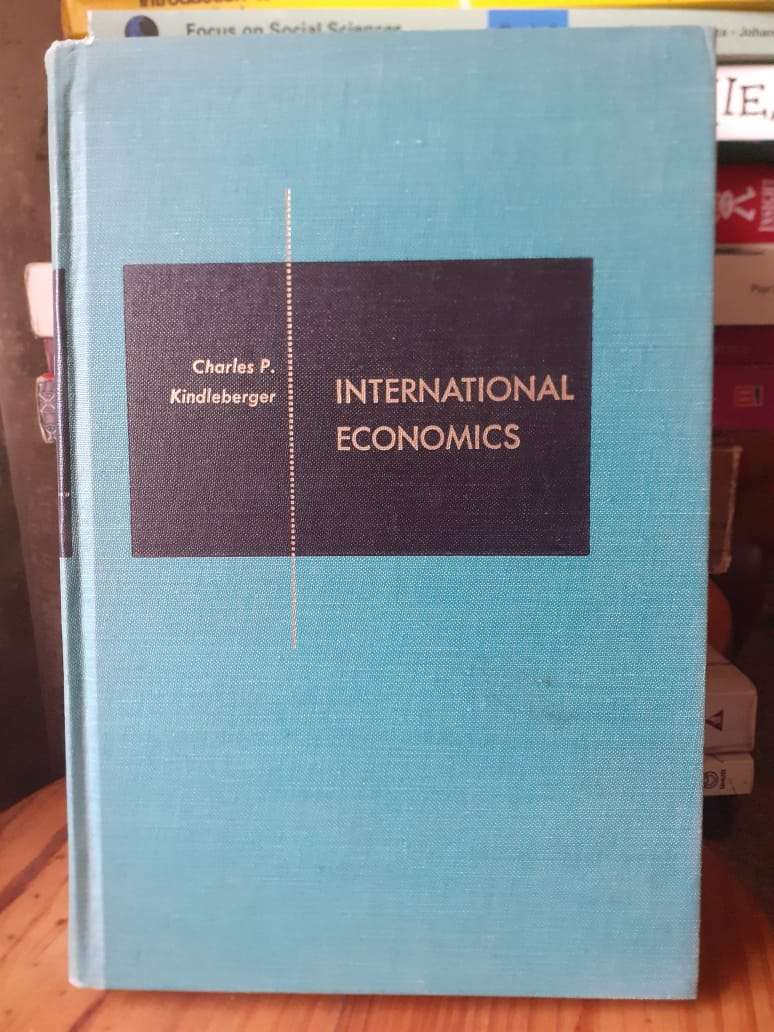 Focus on Social Sciences
Charles P.
Kindleberger
INTERNATIONAL
ECONOMICS